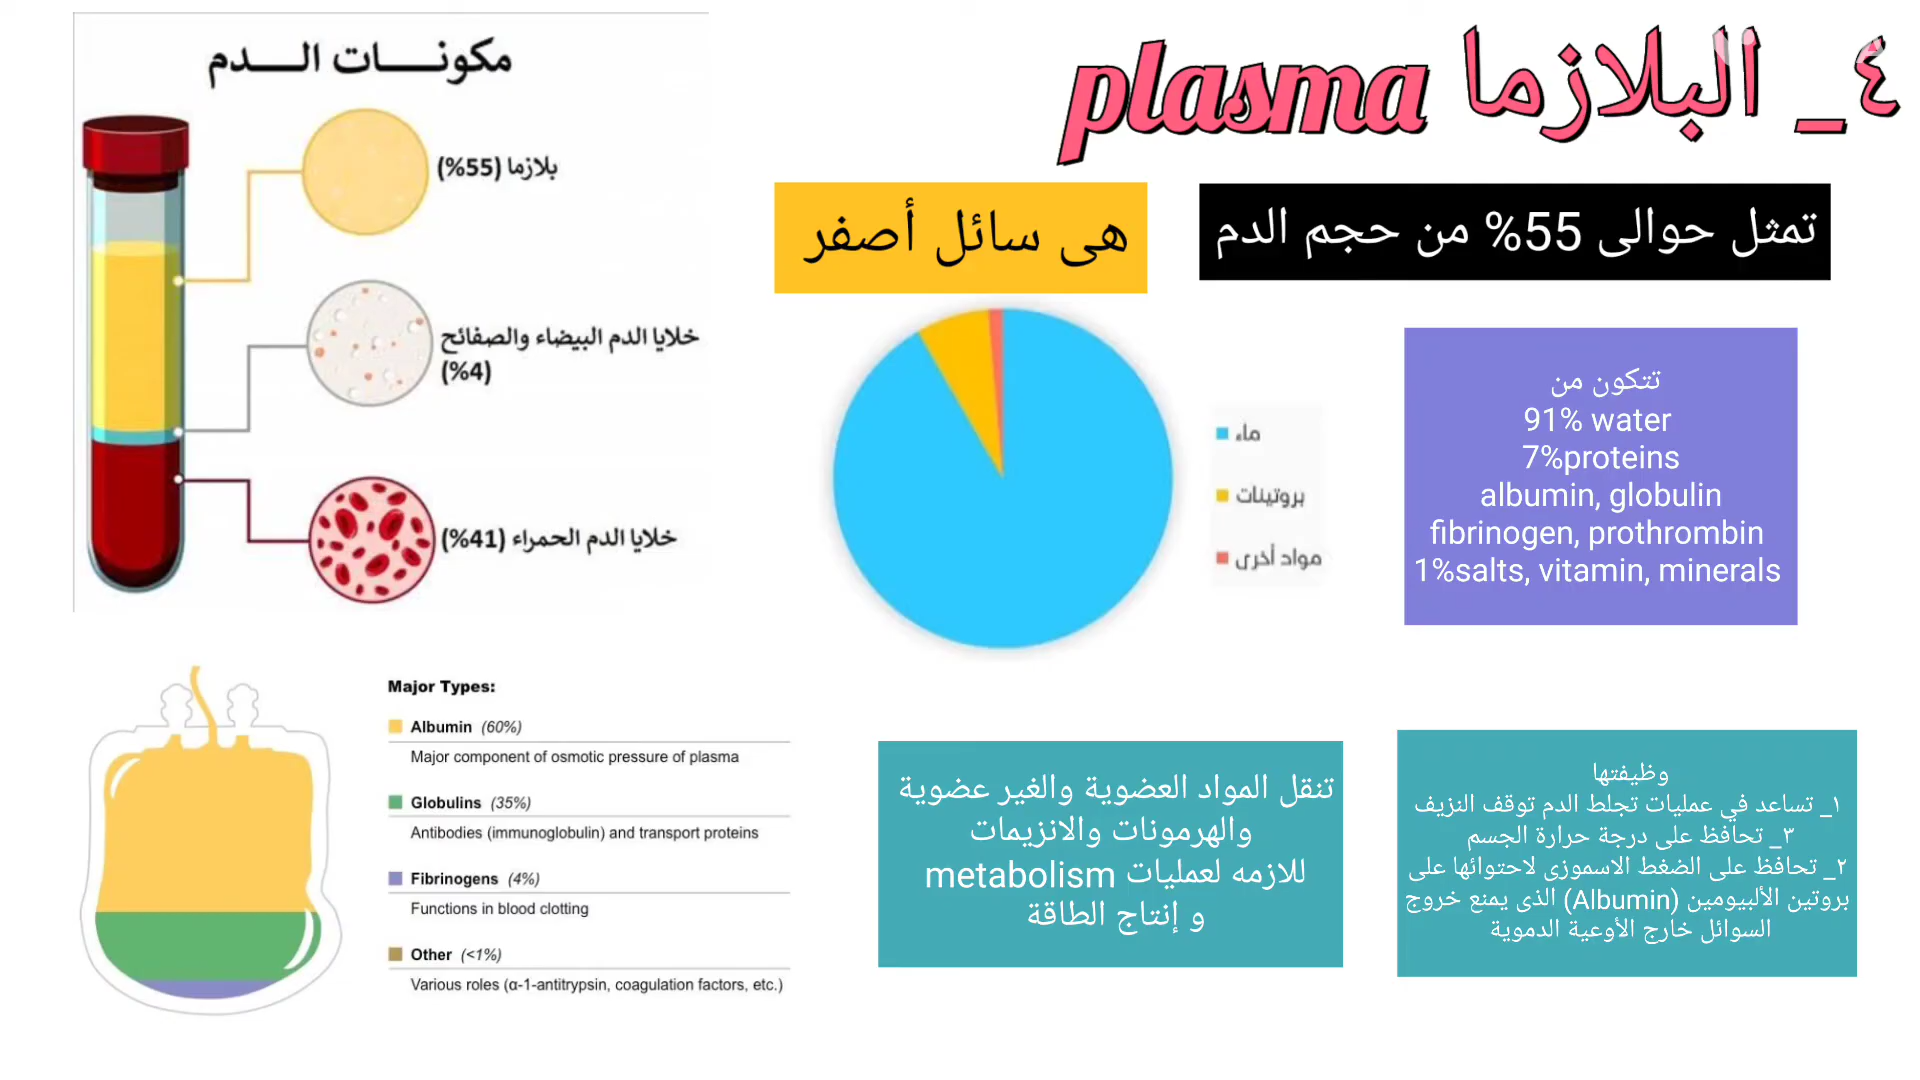 ٤_ البلازما plasma
مكونـــات الـــدم
بلازما (55%)
خلايا الدم البيضاء والصفائح
(4%)
خلايا الدم الحمراء (41%)
تمثل حوالى 55% من حجم الدم
هى سائل أصفر
ماء
بروتينات
مواد أخرى
تتكون من
91% water
7%proteins
albumin, globulin
fibrinogen, prothrombin
1%salts, vitamin, minerals
Major Types:
Albumin (60%)
Major component of osmotic pressure of plasma
Globulins (35%)
Antibodies (immunoglobulin) and transport proteins
Fibrinogens (4%)
Functions in blood clotting
Other (<1%)
Various roles (α-1-antitrypsin, coagulation factors, etc.)
وظيفتها
١_ تساعد في عمليات تجلط الدم توقف النزيف
٣_ تحافظ على درجة حرارة الجسم
٢_ تحافظ على الضغط الاسموزى لاحتوائها على
بروتين الألبيومين (Albumin) الذى يمنع خروج
السوائل خارج الأوعية الدموية
تنقل المواد العضوية والغير عضوية
والهرمونات والانزيمات
للازمه لعمليات metabolism
و إنتاج الطاقة